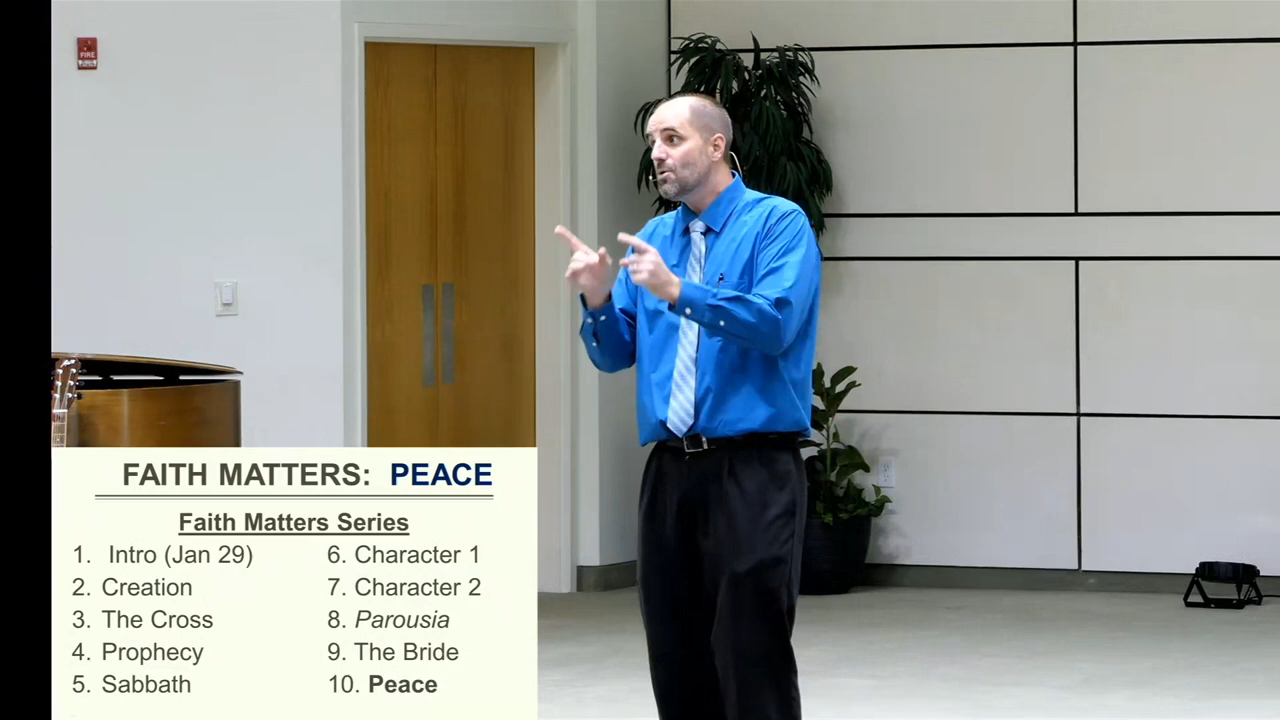 FIRE
FAITH MATTERS: PEACE
Faith Matters Series
1. Intro (Jan 29)
2. Creation
3. The Cross
4. Prophecy
5. Sabbath
6. Character 1
7. Character 2
8. Parousia
9. The Bride
10. Peace